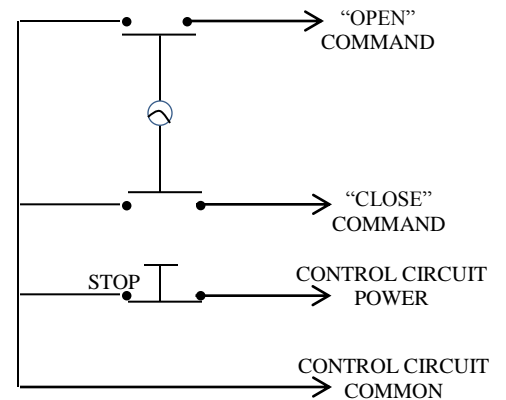 “OPEN”
COMMAND
“CLOSE”
COMMAND
STOP
CONTROL CIRCUIT
POWER
CONTROL CIRCUIT
COMMON